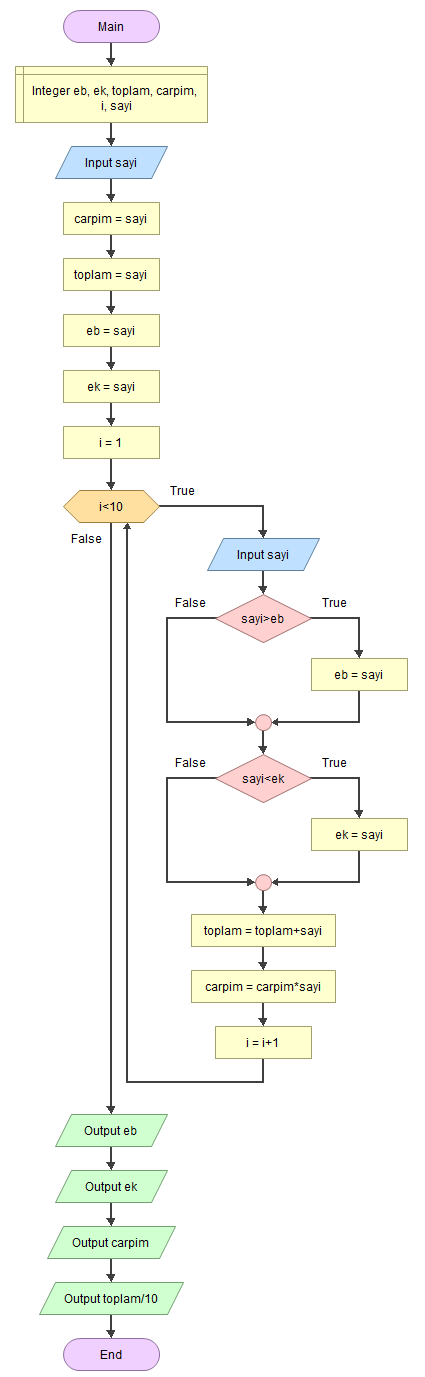 Main
Integer eb, ek, toplam, carpim,
i, sayi
Input sayi
carpim = sayi
toplam = sayi
eb = sayi
ek = sayi
i = 1
i<10
True
False
Input sayi
sayi>eb
False
True
eb = sayi
sayi<ek
False
True
ek = sayi
toplam = toplam+sayi
carpim = carpim*sayi
i = i+1
Output eb
Output ek
Output carpim
Output toplam/10
End